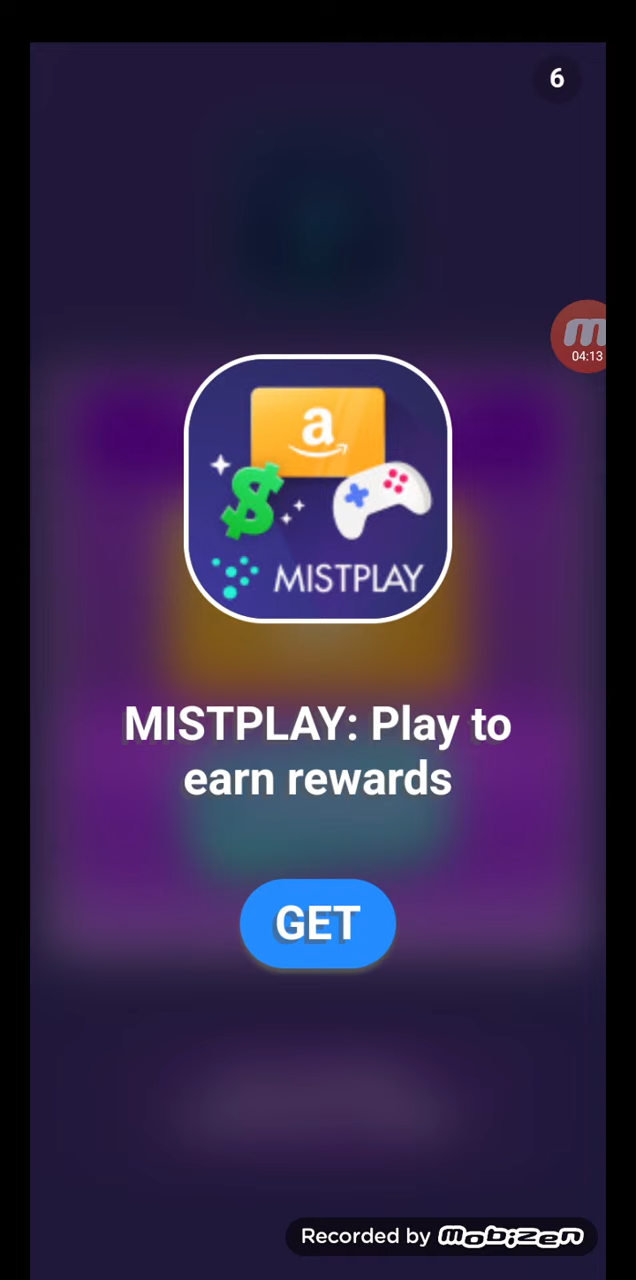 6
04:13
a
$
MISTPLAY
MISTPLAY: Play to
earn rewards
GET
Recorded by mobizen